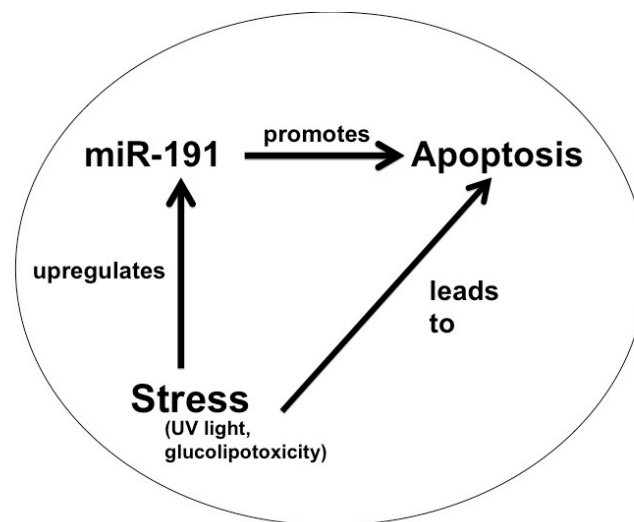 promotes
miR-191
Apoptosis
upregulates
leads
to
Stress
(UV light,
glucolipotoxicity)